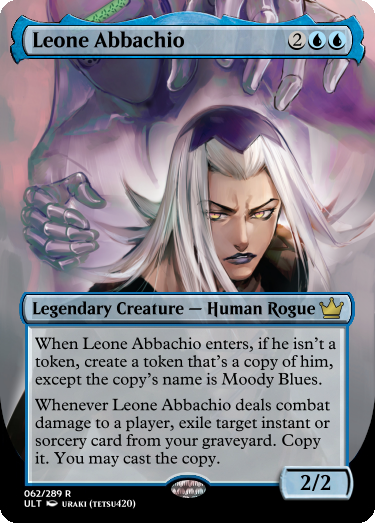 Leone Abbachio 2
Legendary Creature — Human Rogue
When Leone Abbachio enters, if he isn't a
token, create a token that's a copy of him,
except the copy's name is Moody Blues.
Whenever Leone Abbachio deals combat
damage to a player, exile target instant or
sorcery card from your graveyard. Copy
it. You may cast the copy.
2/2
062/289 R
ULT URAKI (TETSU420)